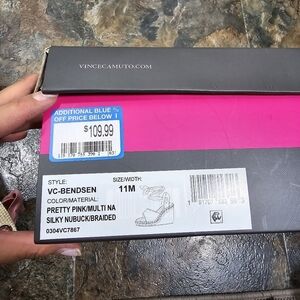 VINCECAMUTO.COM
ADDITIONAL BLUE %
OFF PRICE BELOW
$109.99
STYLE:
SIZE/WIDTH:
VC-BENDSEN
11M
COLOR/MATERIAL:
PRETTY PINK/MULTI NA
SILKY NUBUCK/BRAIDED
0304VC7867